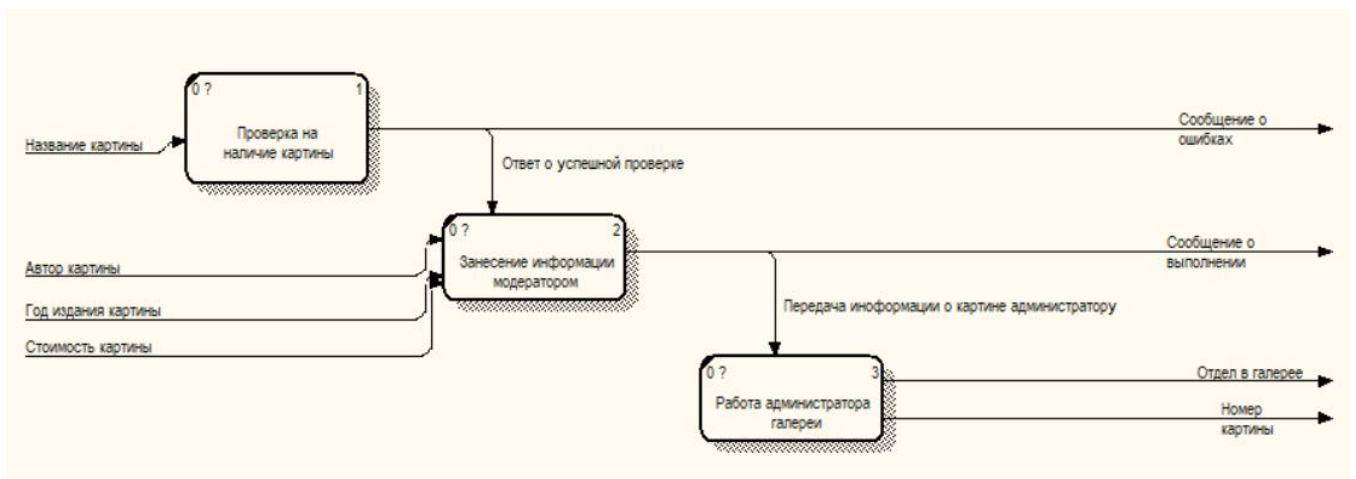 0 ?
1
Проверка на
наличие картины
Название картины
Сообщение о
ошибках
Ответ о успешной проверке
0 ?
2
Занесение информации
модератором
Автор картины
Год издания картины
Стоимость картины
Сообщение о
выполнении
Передача иноформации о картине администратору
0 ?
3
Работа администратора
галереи
Отдел в галерее
Номер
картины